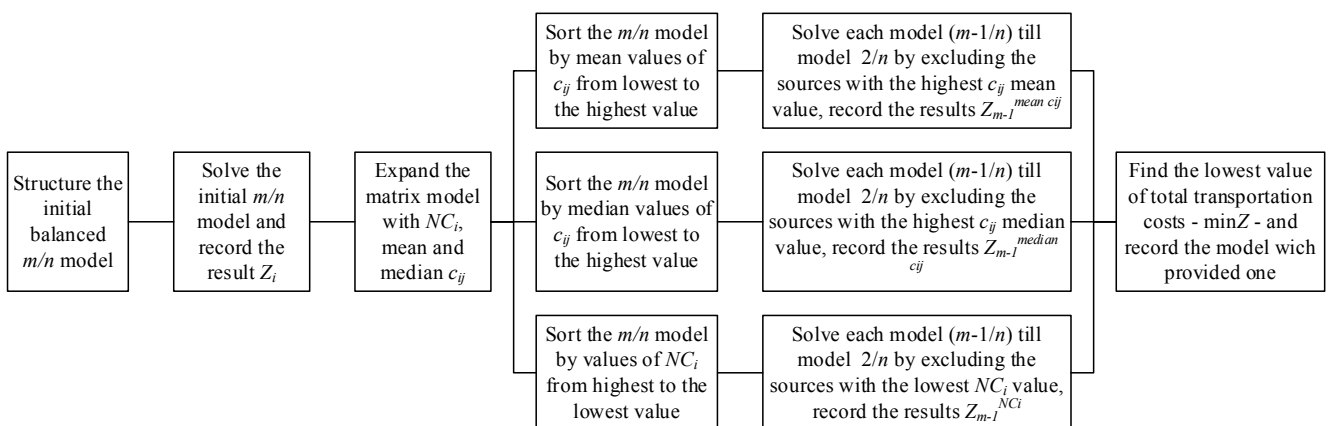 Structure the
initial
balanced
m/n model
Solve the
initial m/n
model and
record the
result Zi
Expand the
matrix model
with NCi,
mean and
median cij
Sort the m/n model
by mean values of
cij from lowest to
the highest value
Solve each model (m-1/n) till
model 2/n by excluding the
sources with the highest cij mean
value, record the results Zm-1mean cij
Sort the m/n model
by median values of
cij from lowest to
the highest value
Solve each model (m-1/n) till
model 2/n by excluding the
sources with the highest cij median
value, record the results Zm-1median
cij
Sort the m/n model
by values of NCi
from highest to the
lowest value
Solve each model (m-1/n) till
model 2/n by excluding the
sources with the lowest NCi value,
record the results Zm-1NCi
Find the lowest value
of total transportation
costs - minZ - and
record the model wich
provided one